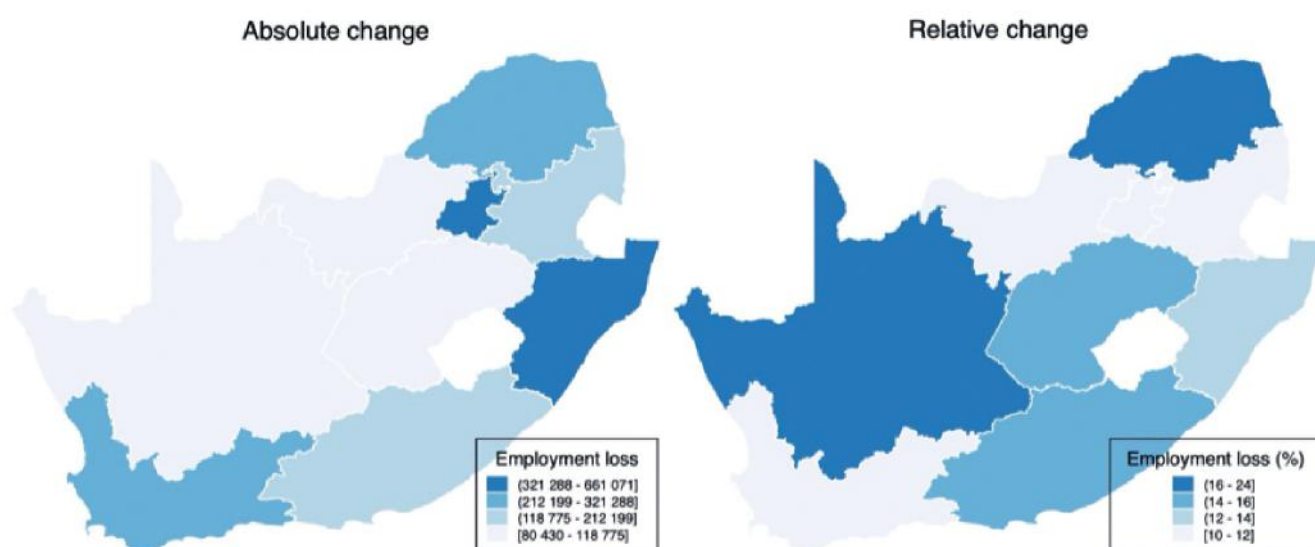 Absolute change
Relative change
Employment loss
(321 288 - 661 071]
(212 199 - 321 288]
(118 775 - 212 199]
[80 430 - 118 775]
Employment loss (%)
(16 - 24]
(14 - 16]
(12 - 14]
[10 - 12]